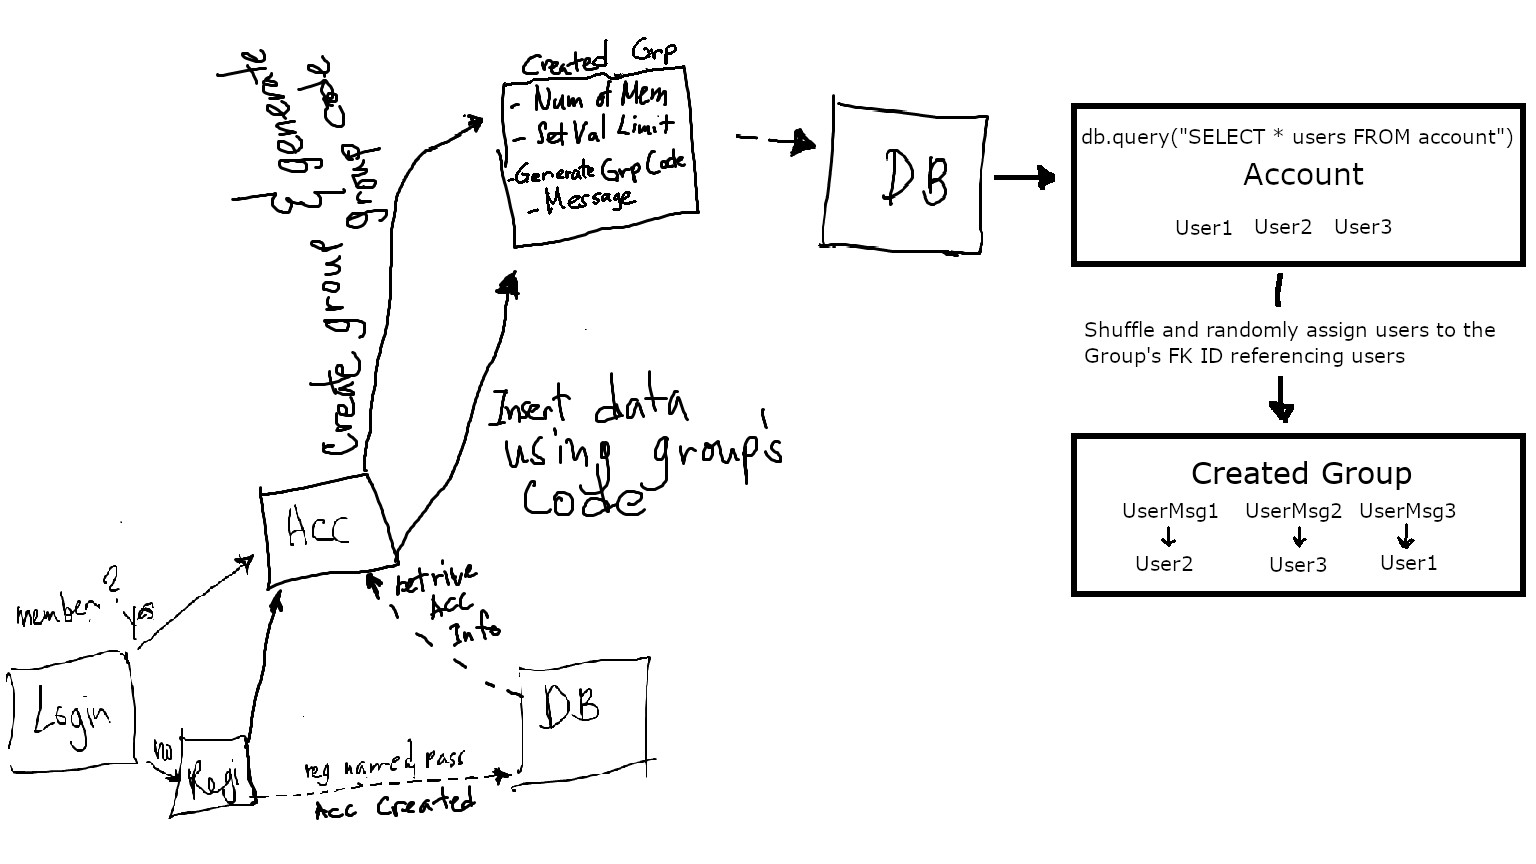 Create group
& generate
group code
Created Grp
- Num of Mem
- Set Val Limit
- Generate Grp Code
- Message
DB
db.query("SELECT * users FROM account")
Account
User1 User2 User3
Shuffle and randomly assign users to the
Group's FK ID referencing users
Created Group
UserMsg1 UserMsg2 UserMsg3
User2 User3 User1
Insert data
using group's
code
Acc
retrive
Acc
Info
member?
yes
Login
no
Regi
reg named pass
Acc Created
DB